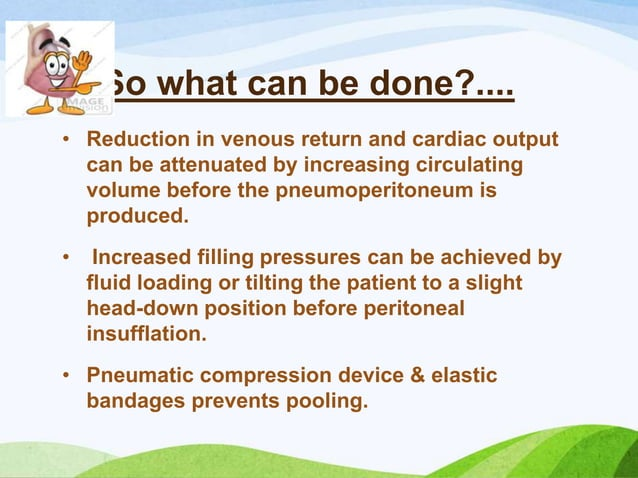 So what can be done?....
• Reduction in venous return and cardiac output
can be attenuated by increasing circulating
volume before the pneumoperitoneum is
produced.
• Increased filling pressures can be achieved by
fluid loading or tilting the patient to a slight
head-down position before peritoneal
insufflation.
• Pneumatic compression device & elastic
bandages prevents pooling.